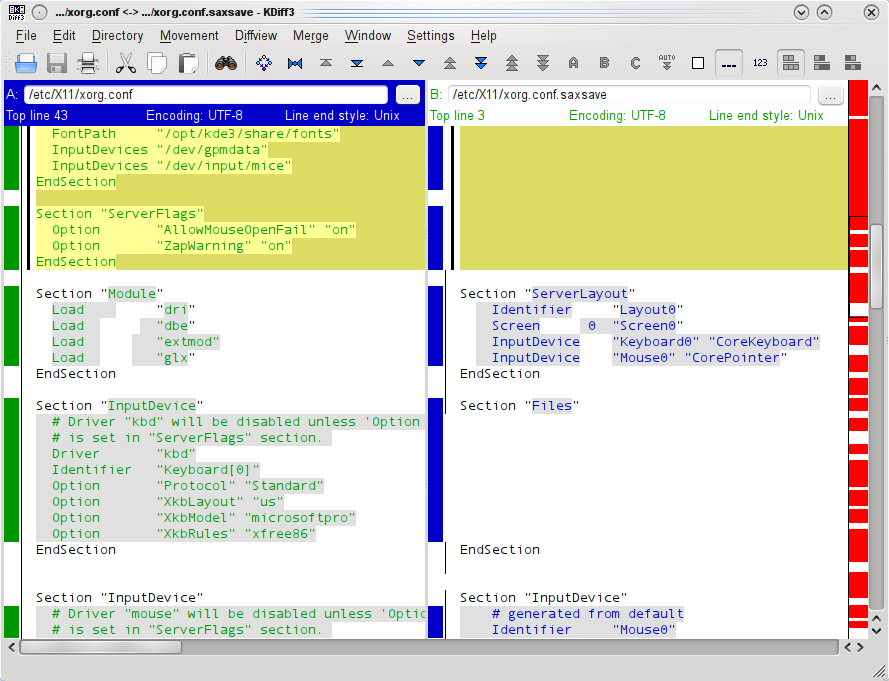 .../xorg.conf <-> .../xorg.conf.saxsave - KDiff3
File Edit Directory Movement Diffview Merge Window Settings Help
A B C AUTO 123
A: /etc/X11/xorg.conf ...
Top line 43 Encoding: UTF-8 Line end style: Unix
FontPath "/opt/kde3/share/fonts"
InputDevices "/dev/gpmdata"
InputDevices "/dev/input/mice"
EndSection
Section "ServerFlags"
Option "AllowMouseOpenFail" "on"
Option "ZapWarning" "on"
EndSection
Section "Module"
Load "dri"
Load "dbe"
Load "extmod"
Load "glx"
EndSection
Section "InputDevice"
# Driver "kbd" will be disabled unless 'Option
# is set in "ServerFlags" section.
Driver "kbd"
Identifier "Keyboard[0]"
Option "Protocol" "Standard"
Option "XkbLayout" "us"
Option "XkbModel" "microsoftpro"
Option "XkbRules" "xfree86"
EndSection
Section "InputDevice"
# Driver "mouse" will be disabled unless 'Optic
# is set in "ServerFlags" section.
B: /etc/X11/xorg.conf.saxsave ...
Top line 3 Encoding: UTF-8 Line end style: Unix
Section "ServerLayout"
Identifier "Layout0"
Screen 0 "Screen0"
InputDevice "Keyboard0" "CoreKeyboard"
InputDevice "Mouse0" "CorePointer"
EndSection
Section "Files"
EndSection
Section "InputDevice"
# generated from default
Identifier "Mouse0"